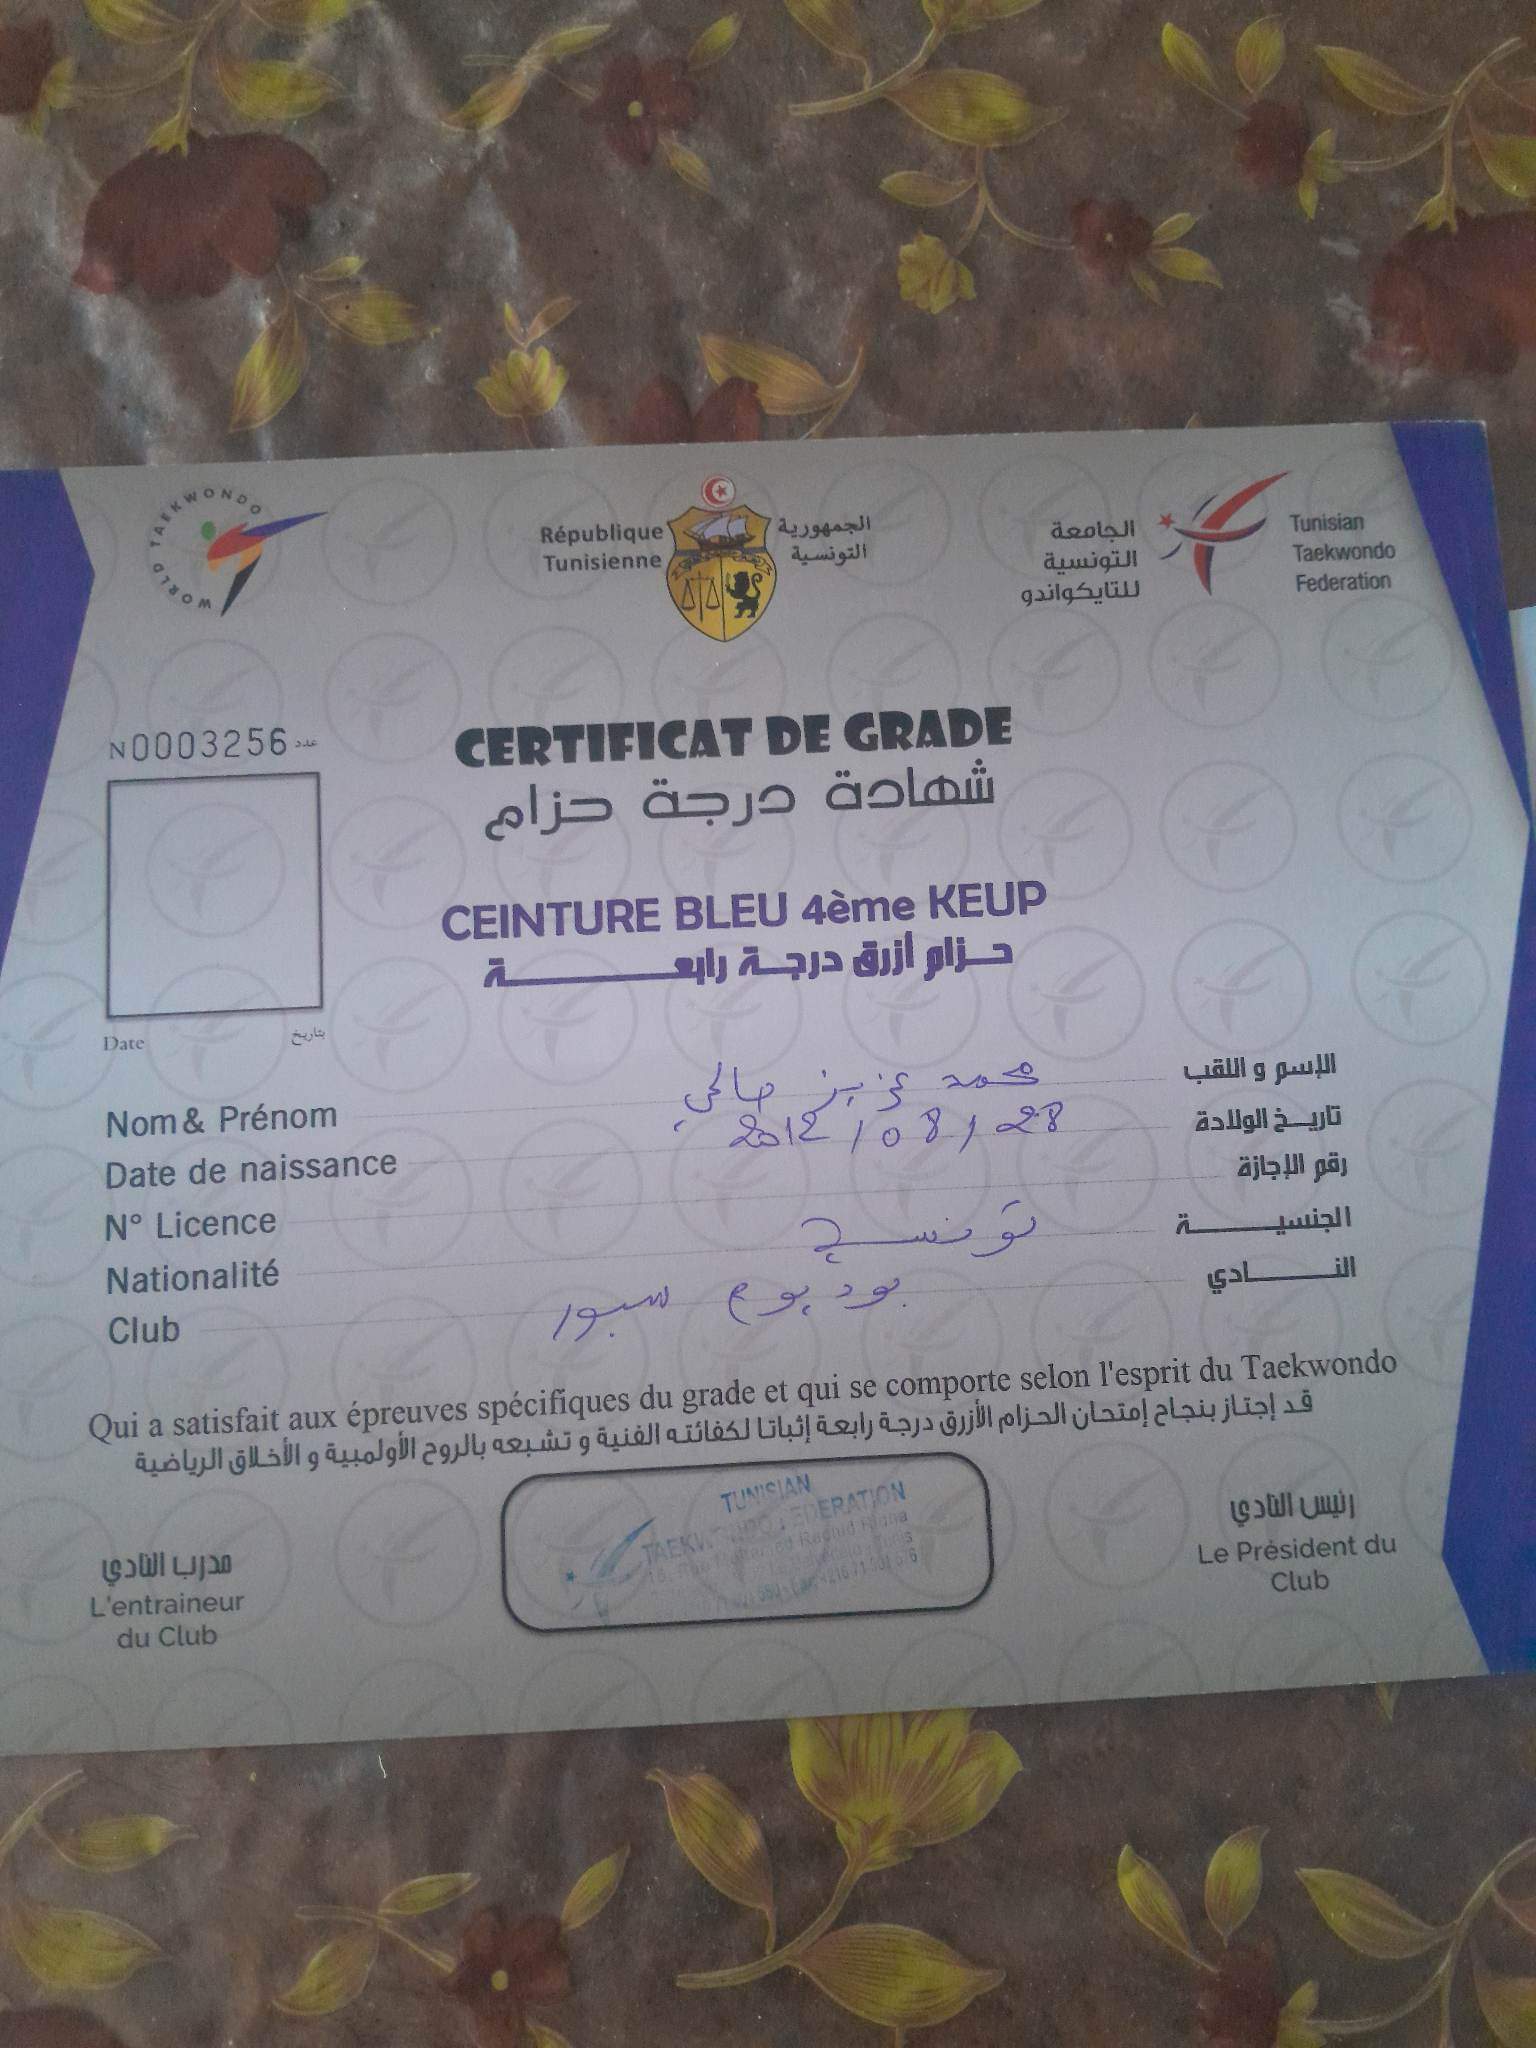 WORLD TAEKWONDO
République Tunisienne
الجمهورية التونسية
الجامعة التونسية للتايكواندو
Tunisian Taekwondo Federation
N0003256 عدد
CERTIFICAT DE GRADE
شهادة درجة حزام
CEINTURE BLEU 4ème KEUP
حزام أزرق درجة رابعة
Date بتاريخ
Nom & Prénom محمد عزيز صالحي الإسم و اللقب
Date de naissance 2012/08/28 تاريخ الولادة
N° Licence رقم الإجازة
Nationalité تونسي الجنسية
Club بوديوم سبور النادي
Qui a satisfait aux épreuves spécifiques du grade et qui se comporte selon l'esprit du Taekwondo
قد إجتاز بنجاح إمتحان الحزام الأزرق درجة رابعة إثباتا لكفائته الفنية و تشبعه بالروح الأولمبية و الأخلاق الرياضية
مدرب النادي
L'entraineur
du Club
TUNISIAN
TAEKWONDO FEDERATION
رئيس النادي
Le Président du
Club